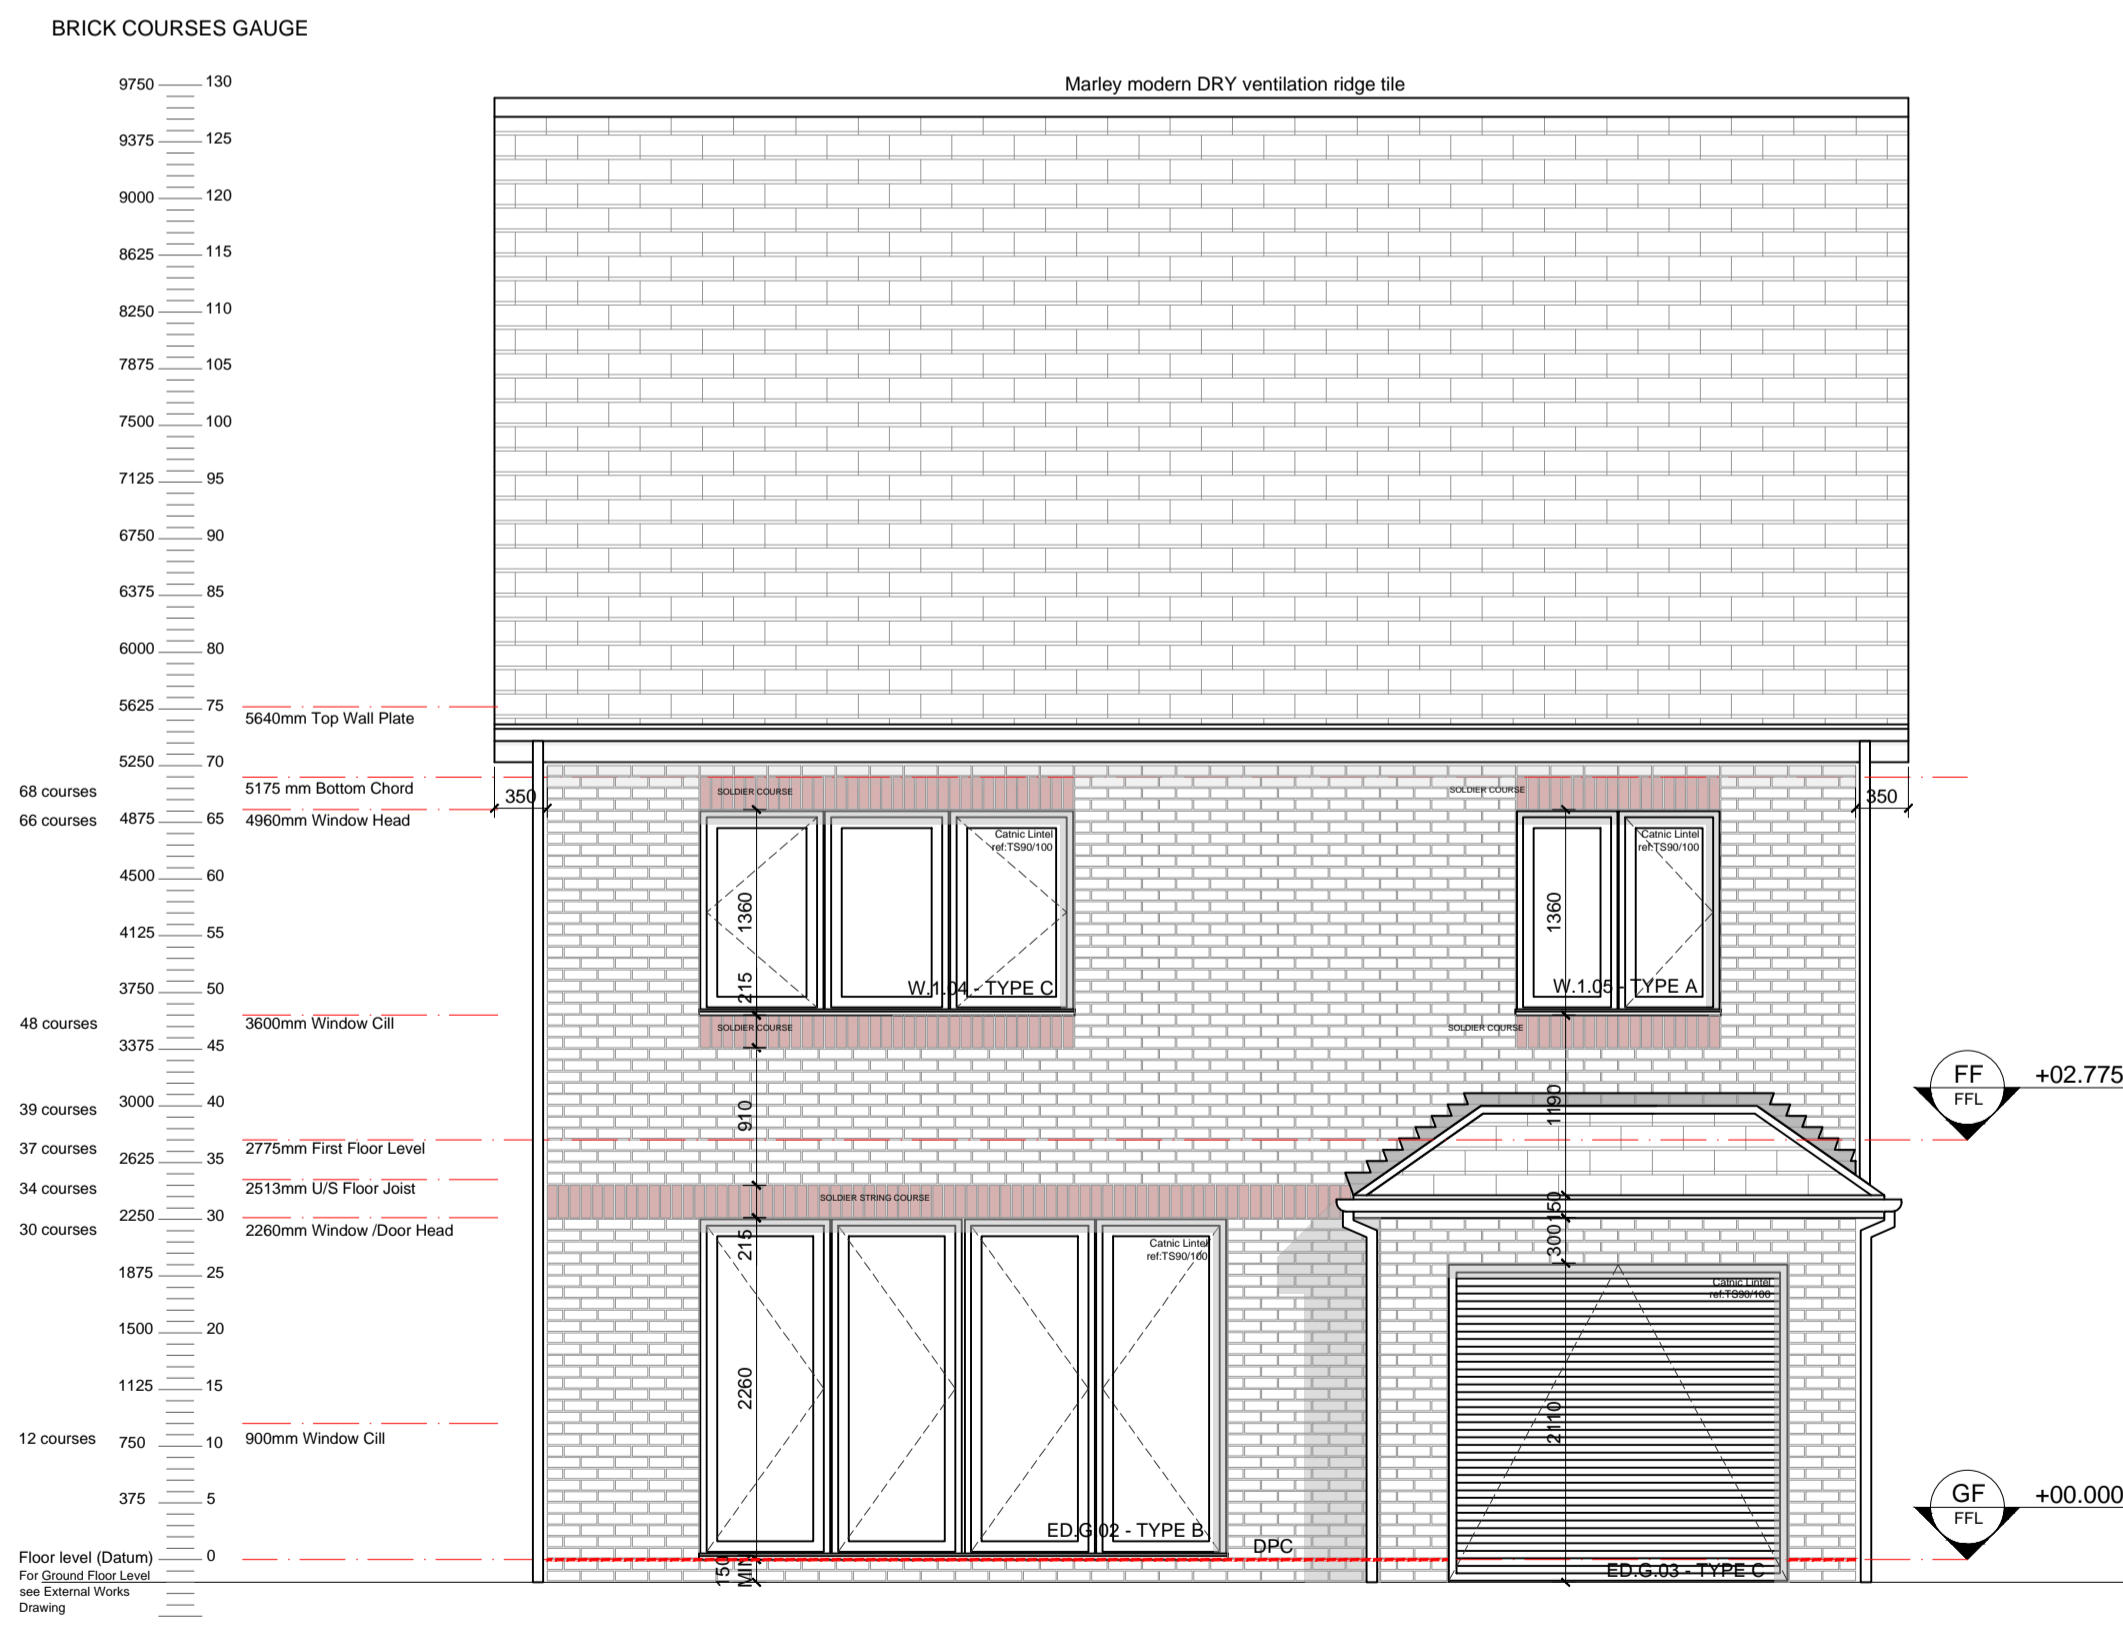 BRICK COURSES GAUGE
Marley modern DRY ventilation ridge tile
9750 130
9375 125
9000 120
8625 115
8250 110
7875 105
7500 100
7125 95
6750 90
6375 85
6000 80
5625 75
5640mm Top Wall Plate
5250 70
68 courses 5175 mm Bottom Chord
66 courses 4875 65 4960mm Window Head
4500 60
4125 55
3750 50
48 courses 3600mm Window Cill
3375 45
39 courses 3000 40
37 courses 2775mm First Floor Level
2625 35
34 courses 2513mm U/S Floor Joist
2250 30
30 courses 2260mm Window /Door Head
1875 25
1500 20
1125 15
12 courses 750 10 900mm Window Cill
375 5
Floor level (Datum) 0
For Ground Floor Level
see External Works
Drawing
350
SOLDIER COURSE
SOLDIER COURSE
350
Catnic Lintel
ref:TS90/100
Catnic Lintel
ref:TS90/100
1360
1360
W.1.04 - TYPE C
W.1.05 - TYPE A
215
SOLDIER COURSE
SOLDIER COURSE
910
1190
FF
FFL
+02.775
SOLDIER STRING COURSE
150
215
300
Catnic Lintel
ref:TS90/100
Catnic Lintel
ref:TS90/100
2260
2110
ED.G.02 - TYPE B
DPC
GF
FFL
+00.000
150
MIN
ED.G.03 - TYPE C